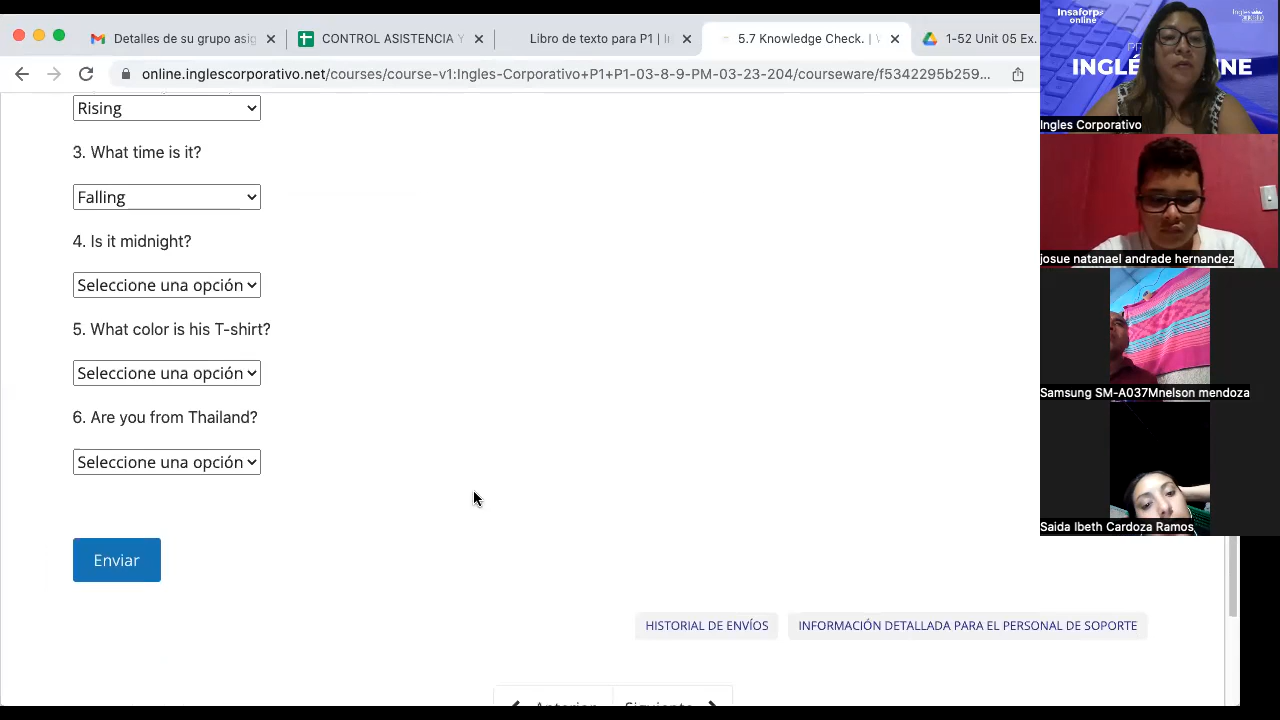 Detalles de su grupo asig
CONTROL ASISTENCIA Y
Libro de texto para P1 | In
5.7 Knowledge Check. |
1-52 Unit 05 Ex.
online.inglescorporativo.net/courses/course-v1:Ingles-Corporativo+P1+P1-03-8-9-PM-03-23-204/courseware/f5342295b259...
Rising
3. What time is it?
Falling
4. Is it midnight?
Seleccione una opción
5. What color is his T-shirt?
Seleccione una opción
6. Are you from Thailand?
Seleccione una opción
Enviar
HISTORIAL DE ENVÍOS
INFORMACIÓN DETALLADA PARA EL PERSONAL DE SOPORTE
Insaforp
online
Ingles Corporativo
josue natanael andrade hernandez
Samsung SM-A037Mnelson mendoza
Saida Ibeth Cardoza Ramos